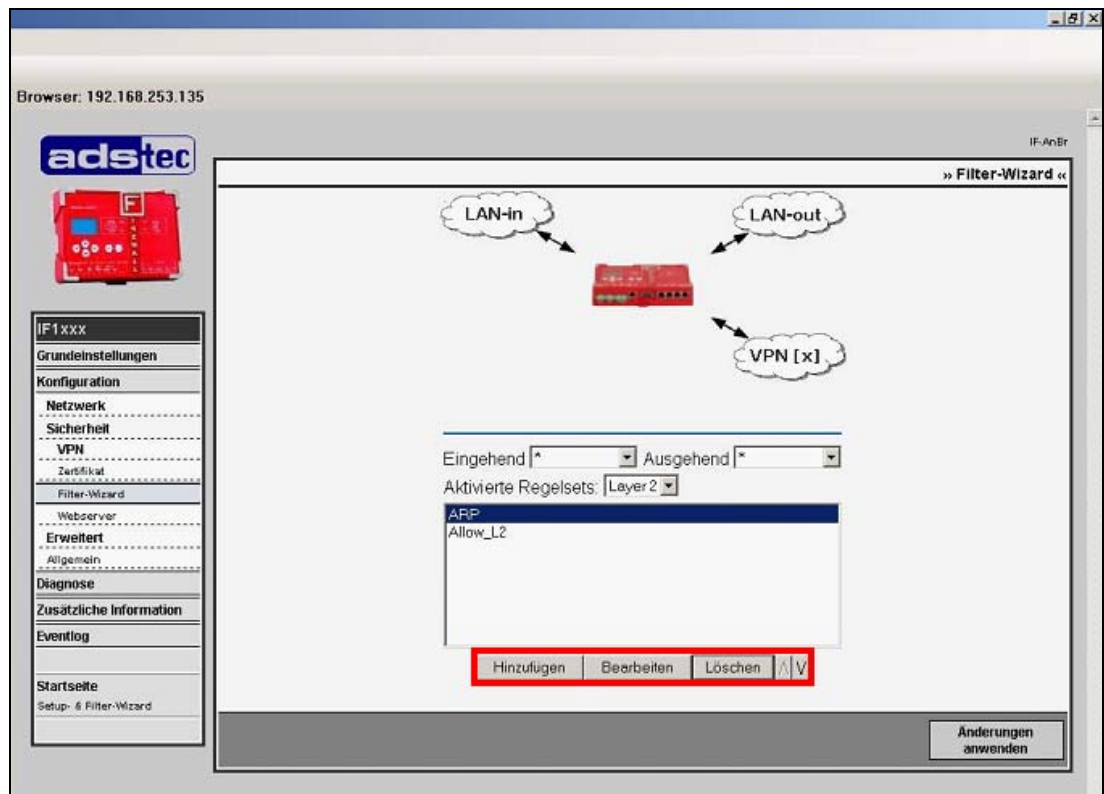 Browser: 192.168.253.135
adstec
IF-AnBr
» Filter-Wizard «
LAN-in
LAN-out
F
VPN [x]
IF1xxx
Grundeinstellungen
Konfiguration
Netzwerk
Sicherheit
VPN
Zertifikat
Filter-Wizard
Webserver
Erweitert
Allgemein
Diagnose
Zusätzliche Information
Eventlog
Startseite
Setup- & Filter-Wizard
Eingehend * Ausgehend *
Aktivierte Regelsets: Layer 2
ARP
Allow_L2
Hinzufügen Bearbeiten Löschen Λ V
Änderungen
anwenden